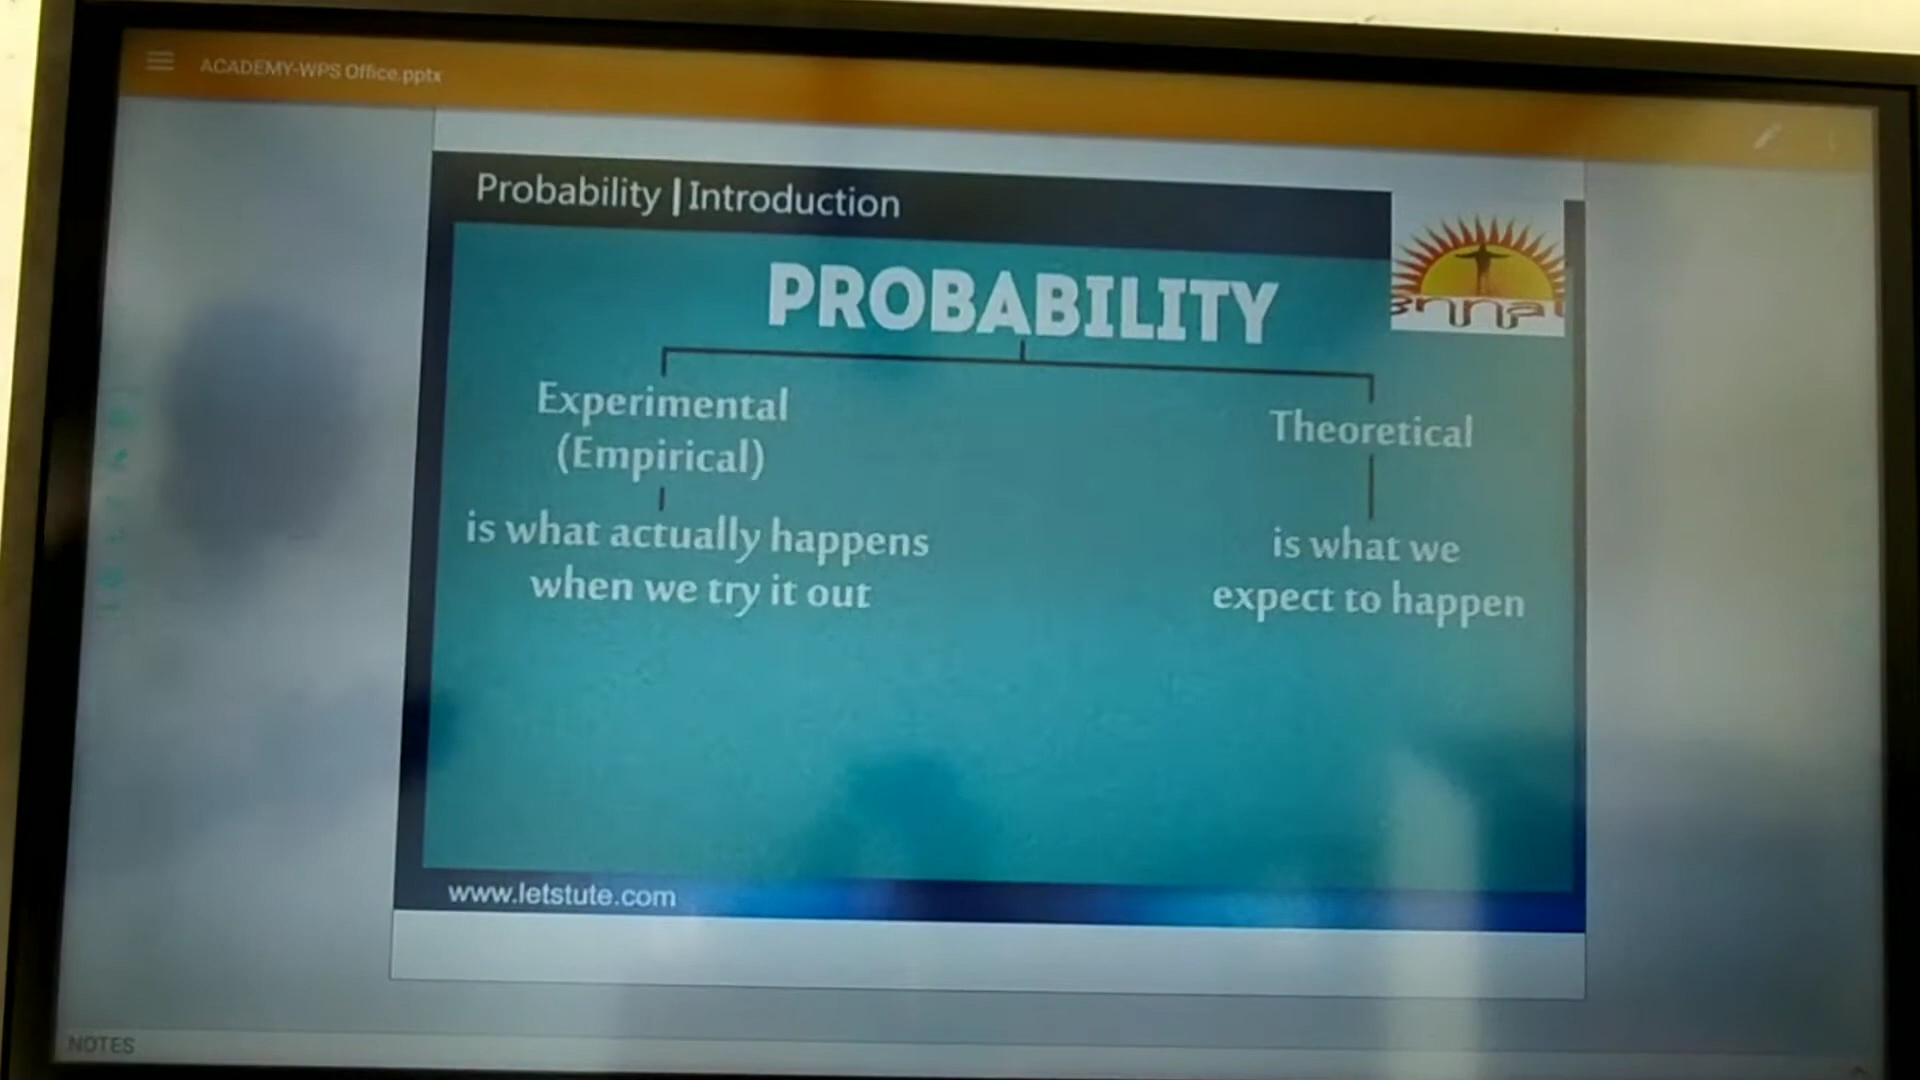 ACADEMY-WPS Office.pptx
Probability | Introduction
PROBABILITY
Experimental
(Empirical)
is what actually happens
when we try it out
Theoretical
is what we
expect to happen
www.letstute.com
NOTES